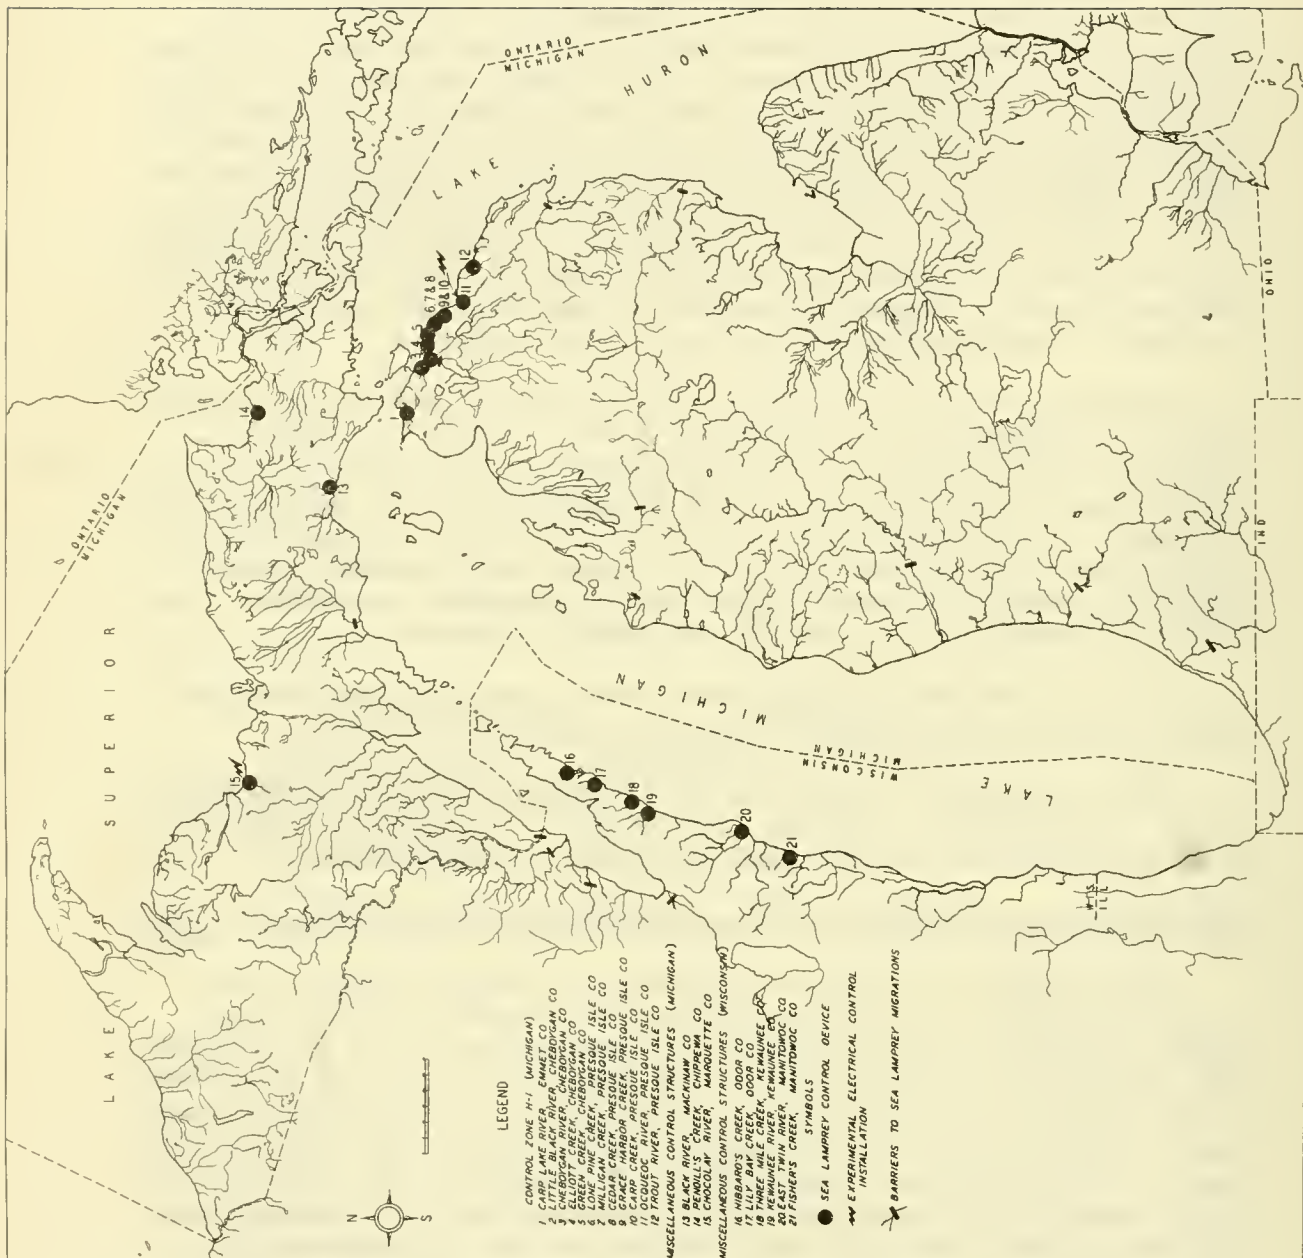 LAKE SUPERIOR
ONTARIO
MICHIGAN
ONTARIO
MICHIGAN
LAKE HURON
LAKE MICHIGAN
WISCONSIN
MICHIGAN
WIS
ILL
IND
OHIO
1
3
4
5
6,7&8
9&10
11
12
13
14
15
16
17
18
19
20
21
N
S
LEGEND
CONTROL ZONE H-1 (MICHIGAN)
1 CARP LAKE RIVER, EMMET CO
2 LITTLE BLACK RIVER, CHEBOYGAN CO
3 CHEBOYGAN RIVER, CHEBOYGAN CO
4 ELLIOTT CREEK, CHEBOYGAN CO
5 GREEN CREEK, CHEBOYGAN CO
6 LONE PINE CREEK, PRESQUE ISLE CO
7 MILLIGAN CREEK, PRESQUE ISLE CO
8 CEDAR CREEK, PRESQUE ISLE CO
9 GRACE HARBOR CREEK, PRESQUE ISLE CO
10 CARP CREEK, PRESQUE ISLE CO
11 OCQUEOC RIVER, PRESQUE ISLE CO
12 TROUT RIVER, PRESQUE ISLE CO
MISCELLANEOUS CONTROL STRUCTURES (MICHIGAN)
13 BLACK RIVER, MACKINAW CO
14 PENDILL'S CREEK, CHIPPEWA CO
15 CHOCOLAY RIVER, MARQUETTE CO
MISCELLANEOUS CONTROL STRUCTURES (WISCONSIN)
16 HIBBARD'S CREEK, DOOR CO
17 LILY BAY CREEK, DOOR CO
18 THREE MILE CREEK, KEWAUNEE CO
19 KEWAUNEE RIVER, KEWAUNEE CO
20 EAST TWIN RIVER, MANITOWOC CO
21 FISHER'S CREEK, MANITOWOC CO
SYMBOLS
SEA LAMPREY CONTROL DEVICE
EXPERIMENTAL ELECTRICAL CONTROL
INSTALLATION
BARRIERS TO SEA LAMPREY MIGRATIONS